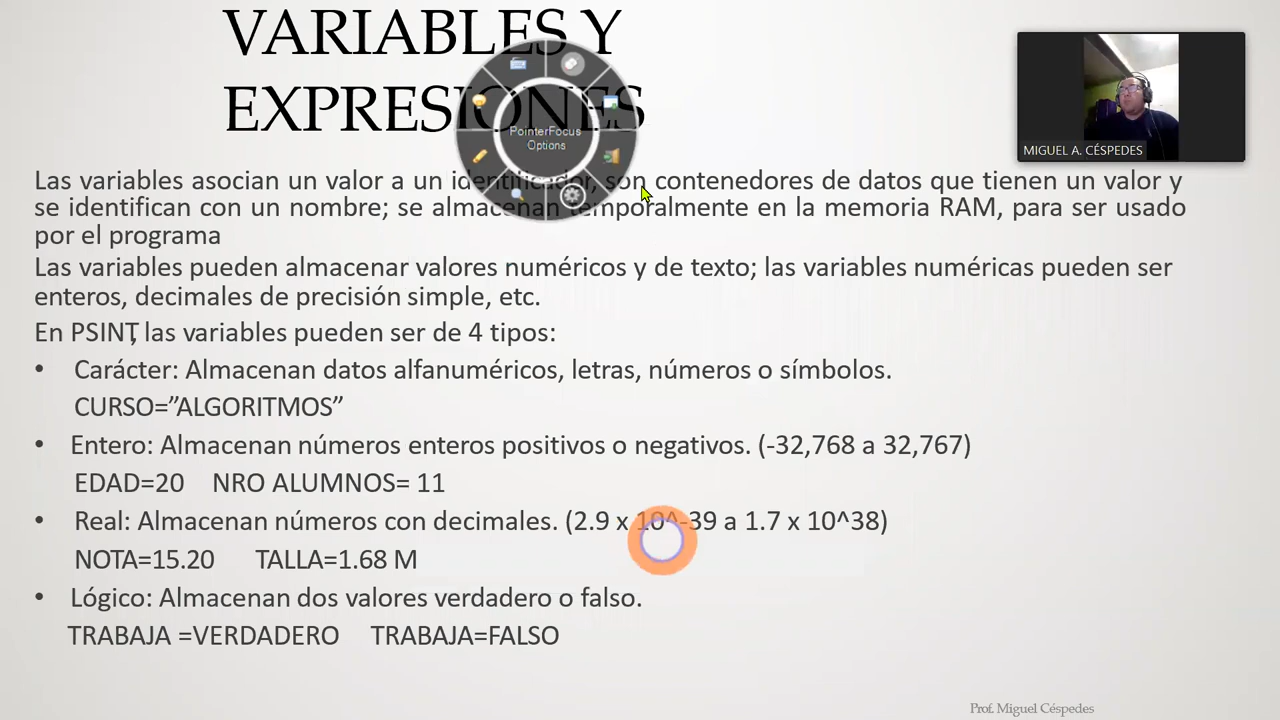 VARIABLES Y
EXPRESIONES
PointerFocus
Options
MIGUEL A. CÉSPEDES
Las variables asocian un valor a un identificador, son contenedores de datos que tienen un valor y
se identifican con un nombre; se almacenan temporalmente en la memoria RAM, para ser usado
por el programa
Las variables pueden almacenar valores numéricos y de texto; las variables numéricas pueden ser
enteros, decimales de precisión simple, etc.
En PSINT, las variables pueden ser de 4 tipos:
• Carácter: Almacenan datos alfanuméricos, letras, números o símbolos.
CURSO=”ALGORITMOS”
• Entero: Almacenan números enteros positivos o negativos. (-32,768 a 32,767)
EDAD=20 NRO ALUMNOS= 11
• Real: Almacenan números con decimales. (2.9 x 10^-39 a 1.7 x 10^38)
NOTA=15.20 TALLA=1.68 M
• Lógico: Almacenan dos valores verdadero o falso.
TRABAJA =VERDADERO TRABAJA=FALSO
Prof. Miguel Céspedes